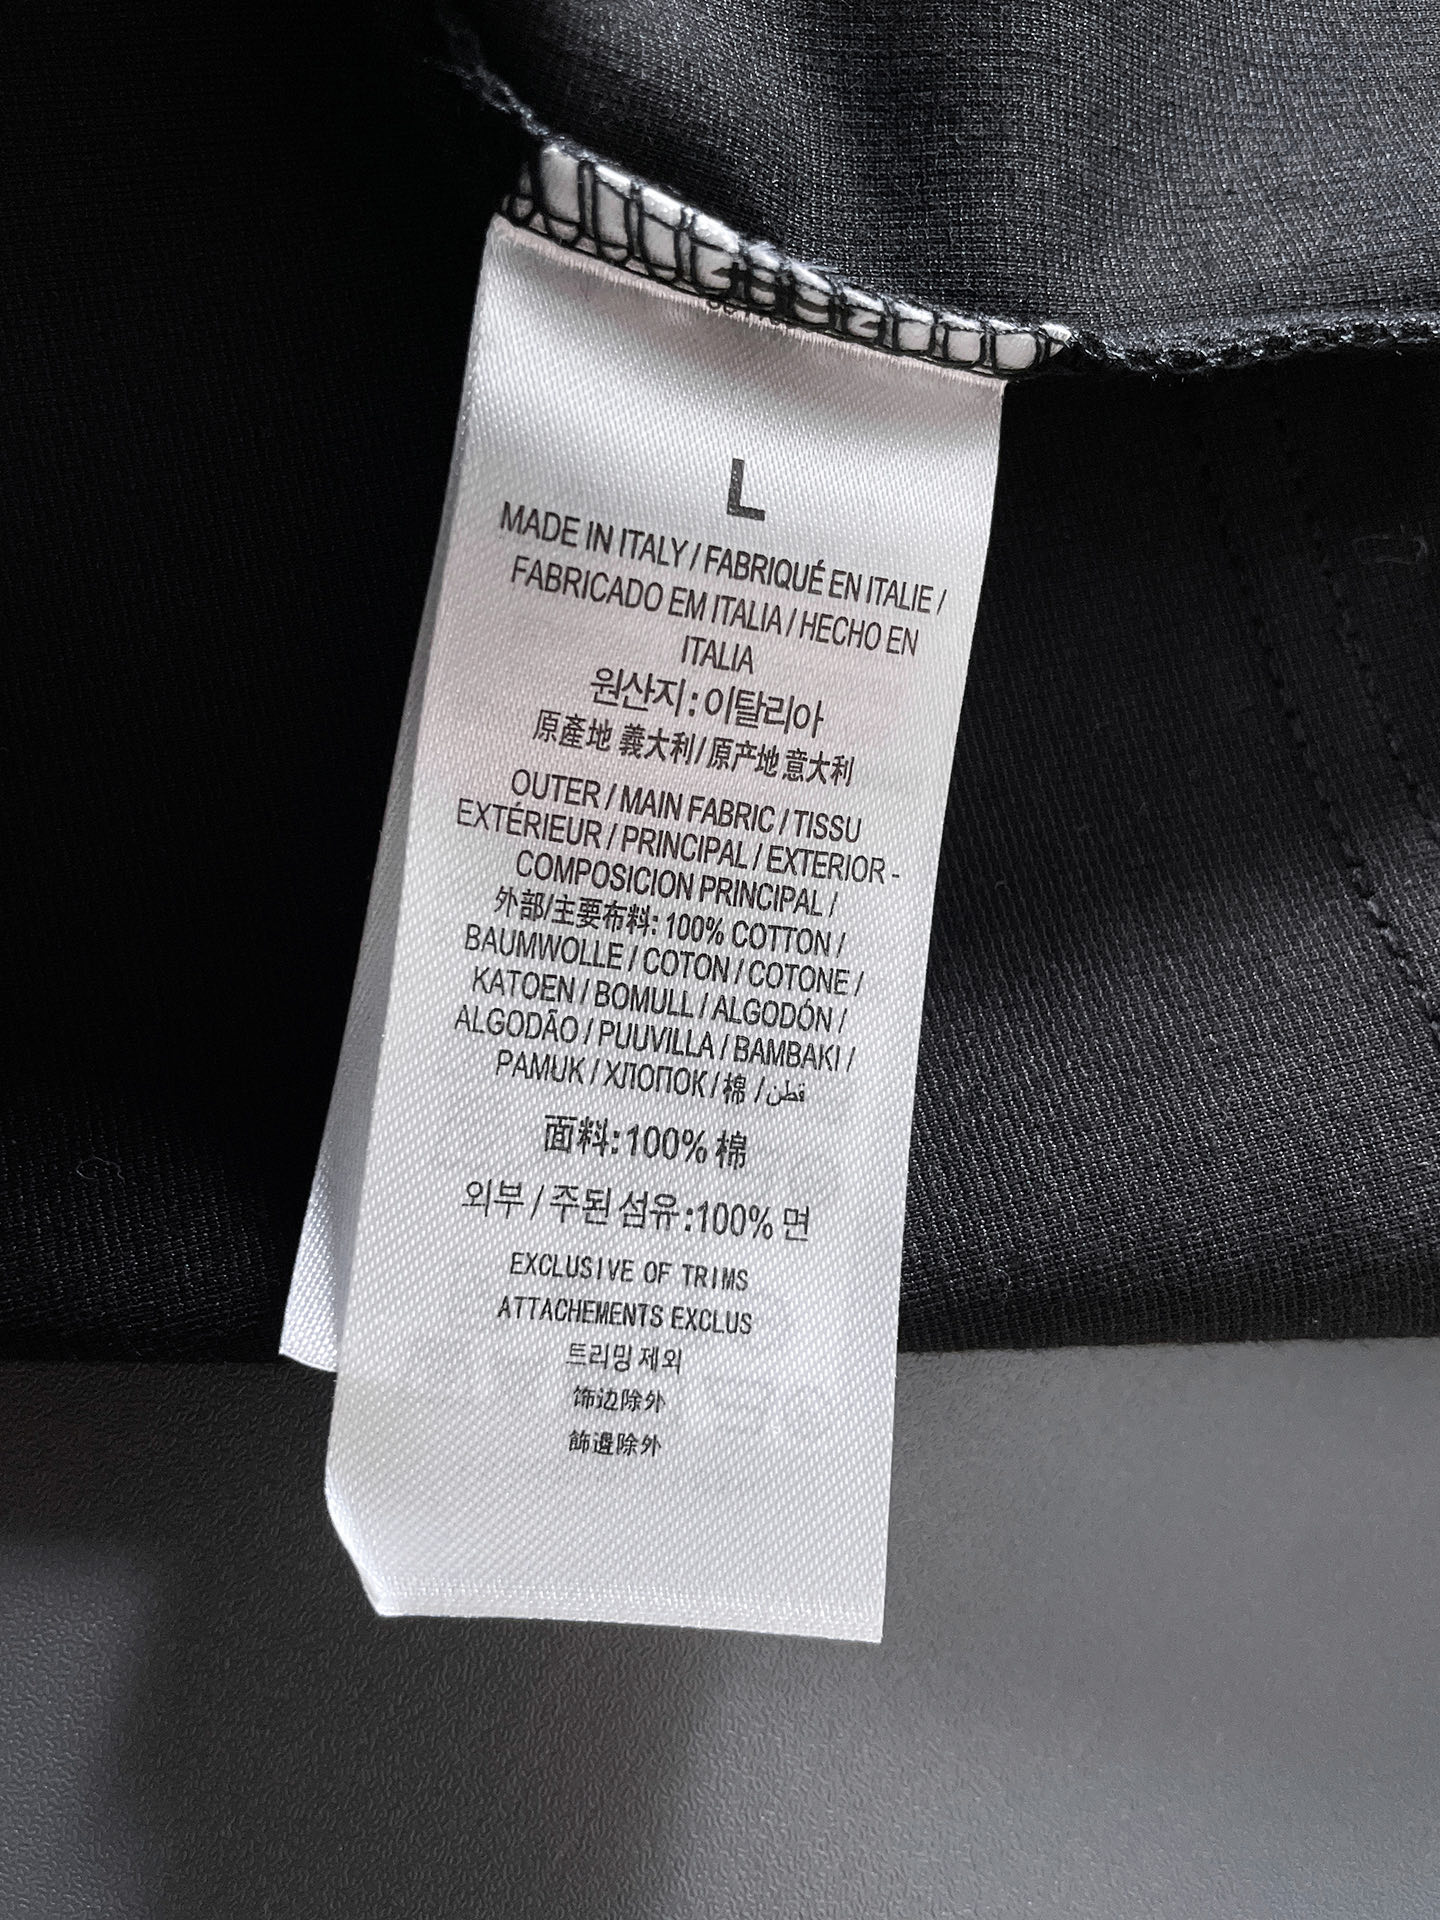 L
MADE IN ITALY / FABRIQUÉ EN ITALIE /
FABRICADO EM ITALIA / HECHO EN
ITALIA
원산지 : 이탈리아
原產地 義大利/原产地 意大利
OUTER / MAIN FABRIC / TISSU
EXTÉRIEUR / PRINCIPAL / EXTERIOR -
COMPOSICION PRINCIPAL /
外部/主要布料: 100% COTTON /
BAUMWOLLE / COTON / COTONE /
KATOEN / BOMULL / ALGODÓN /
ALGODÃO / PUUVILLA / BAMBAKI /
PAMUK / ХЛОПОК / 棉 / قطن
面料:100% 棉
외부 / 주된 섬유:100% 면
EXCLUSIVE OF TRIMS
ATTACHEMENTS EXCLUS
트리밍 제외
饰边除外
飾邊除外